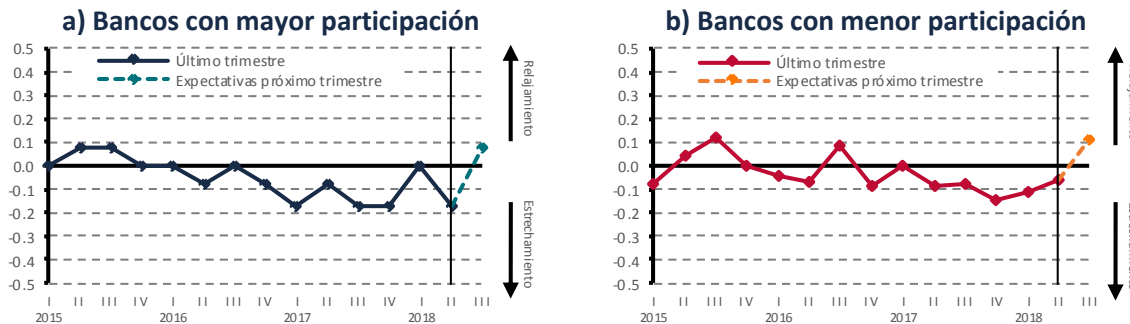 a) Bancos con mayor participación
0.5
0.4
0.3
0.2
0.1
0.0
-0.1
-0.2
-0.3
-0.4
-0.5
Último trimestre
Expectativas próximo trimestre
I II III IV I II III IV I II III IV I II III
2015 2016 2017 2018
Relajamiento
Estrechamiento
b) Bancos con menor participación
0.5
0.4
0.3
0.2
0.1
0.0
-0.1
-0.2
-0.3
-0.4
-0.5
Último trimestre
Expectativas próximo trimestre
I II III IV I II III IV I II III IV I II III
2015 2016 2017 2018